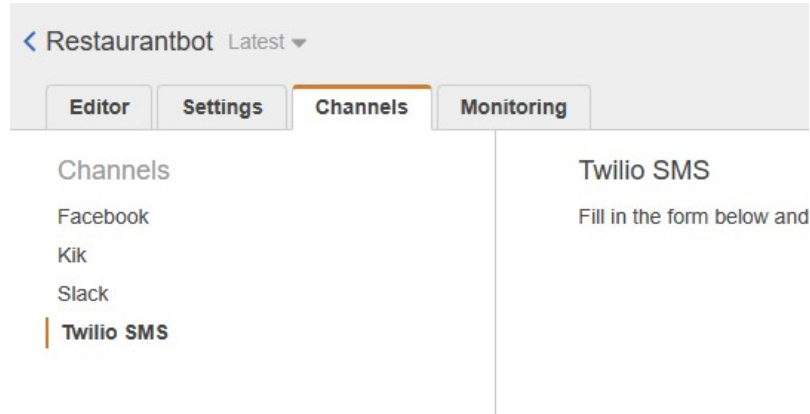 Restaurantbot Latest
Editor Settings Channels Monitoring
Channels
Facebook
Kik
Slack
Twilio SMS
Twilio SMS
Fill in the form below and